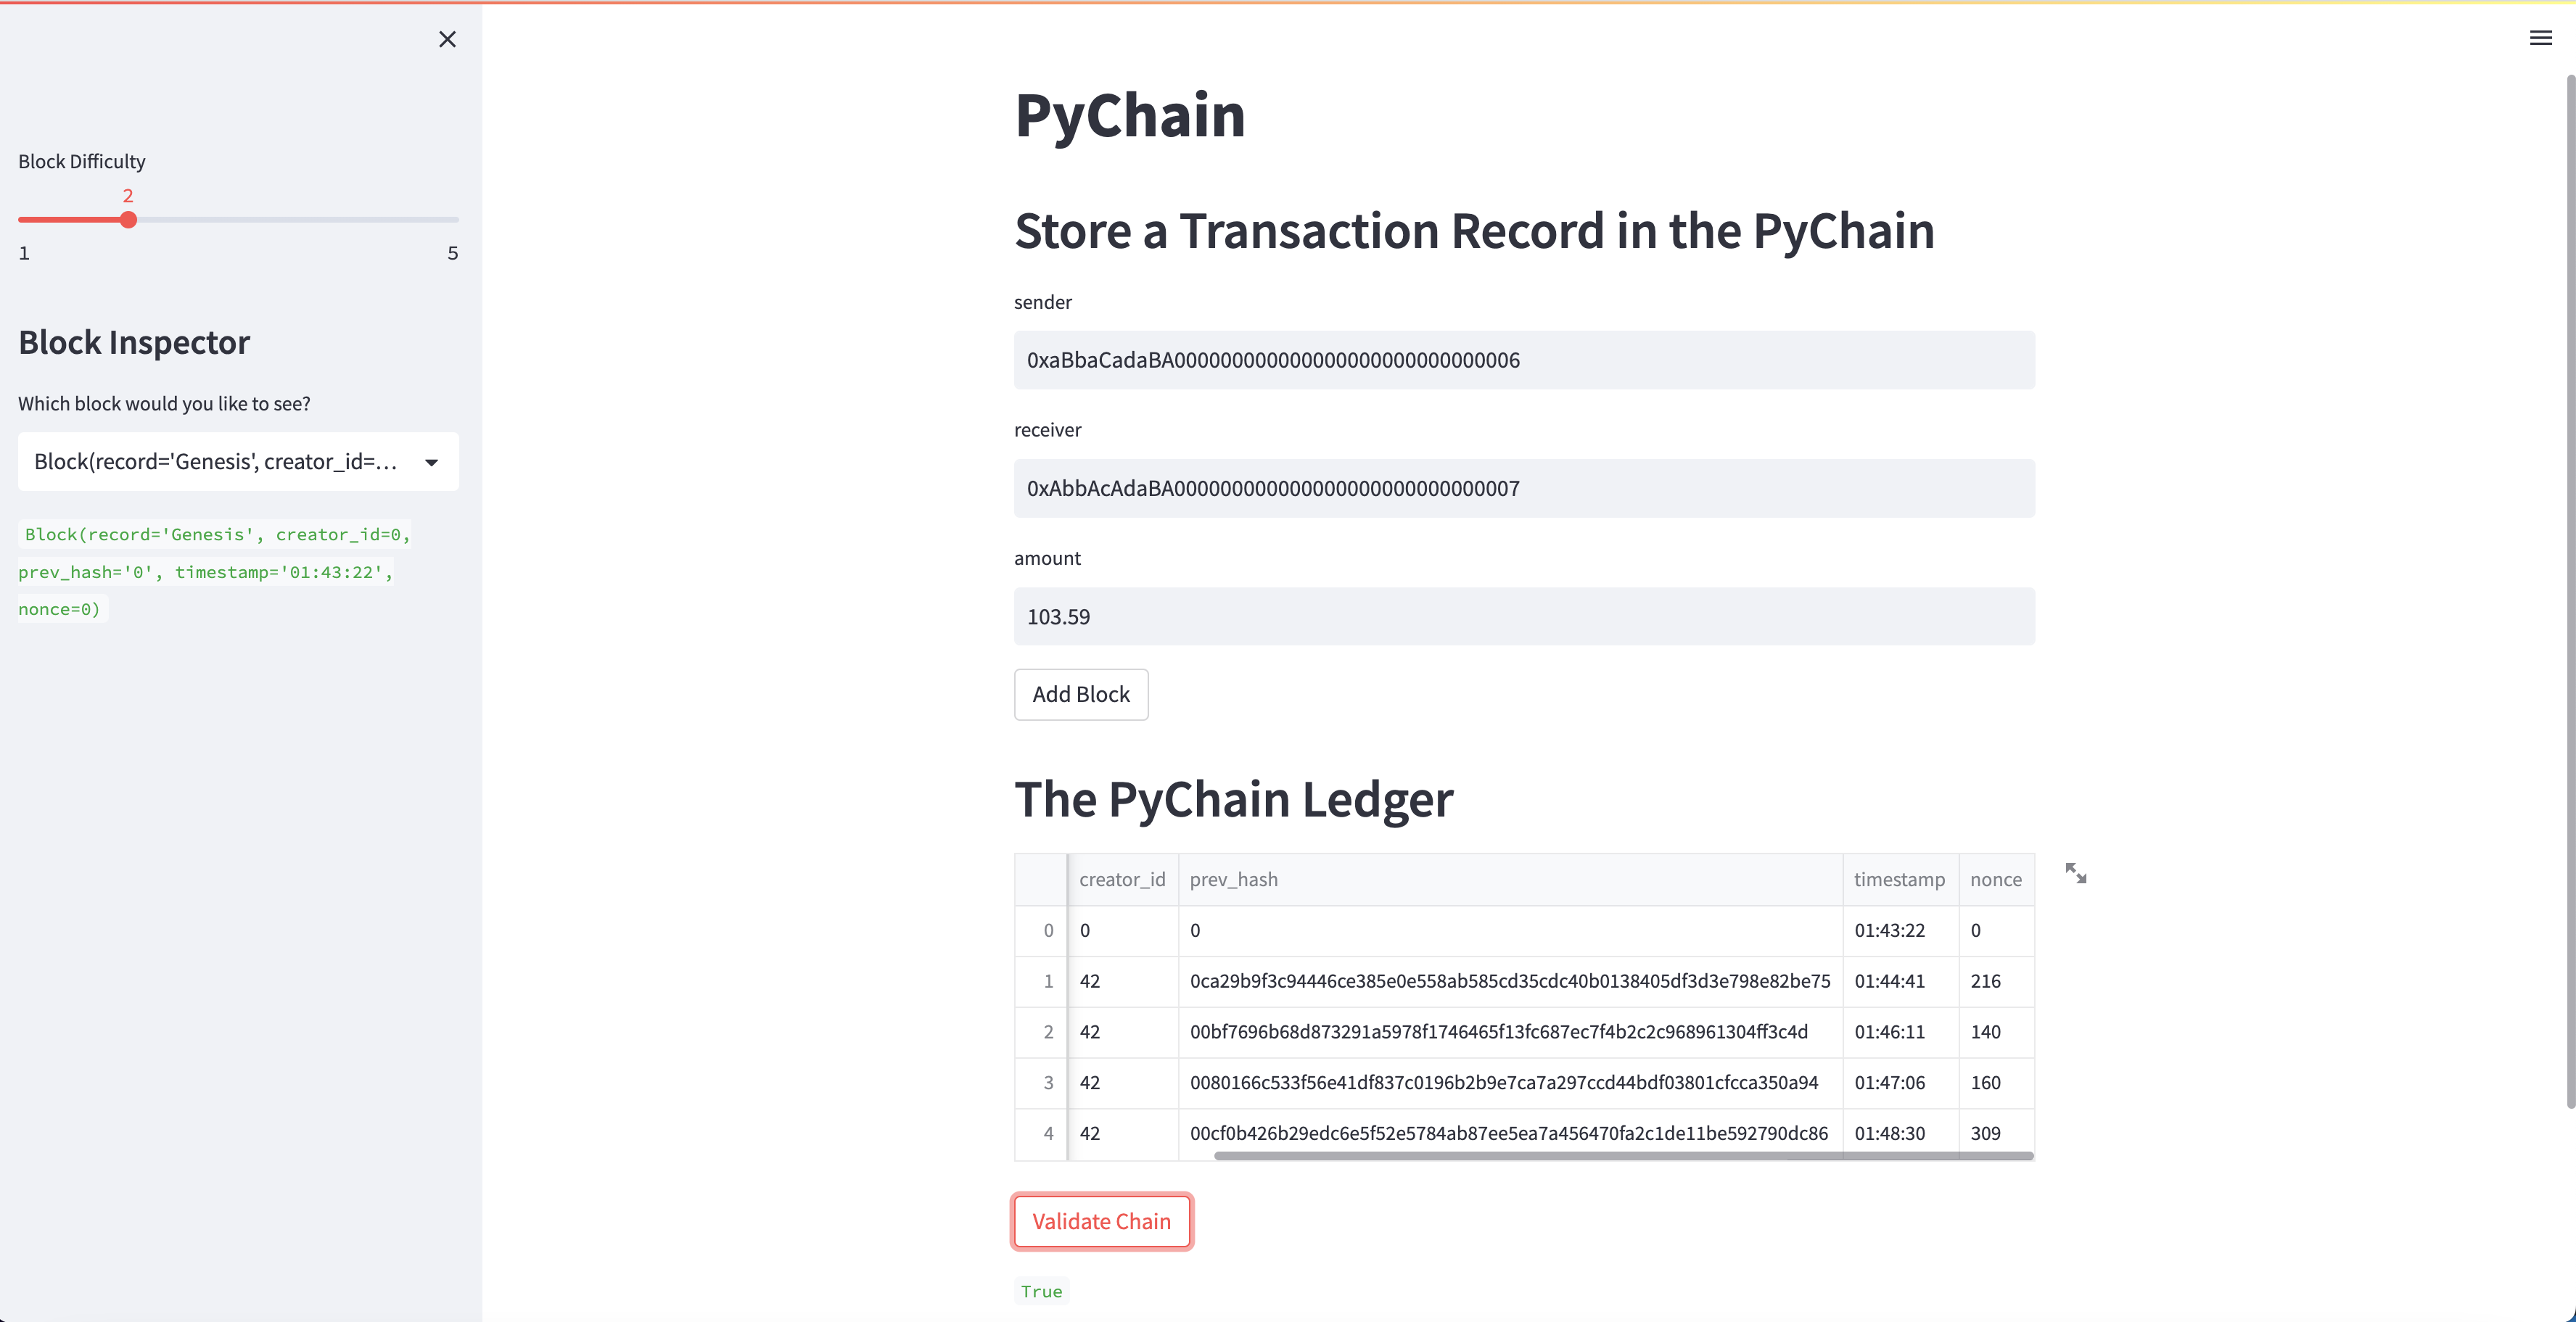 Block Difficulty
2
1 5
Block Inspector
Which block would you like to see?
Block(record='Genesis', creator_id=...
Block(record='Genesis', creator_id=0,
prev_hash='0', timestamp='01:43:22',
nonce=0)
PyChain
Store a Transaction Record in the PyChain
sender
0xaBbaCadaBA000000000000000000000000000006
receiver
0xAbbAcAdaBA000000000000000000000000000007
amount
103.59
Add Block
The PyChain Ledger
creator_id prev_hash timestamp nonce
0 0 0 01:43:22 0
1 42 0ca29b9f3c94446ce385e0e558ab585cd35cdc40b0138405df3d3e798e82be75 01:44:41 216
2 42 00bf7696b68d873291a5978f1746465f13fc687ec7f4b2c2c968961304ff3c4d 01:46:11 140
3 42 0080166c533f56e41df837c0196b2b9e7ca7a297ccd44bdf03801cfcca350a94 01:47:06 160
4 42 00cf0b426b29edc6e5f52e5784ab87ee5ea7a456470fa2c1de11be592790dc86 01:48:30 309
Validate Chain
True